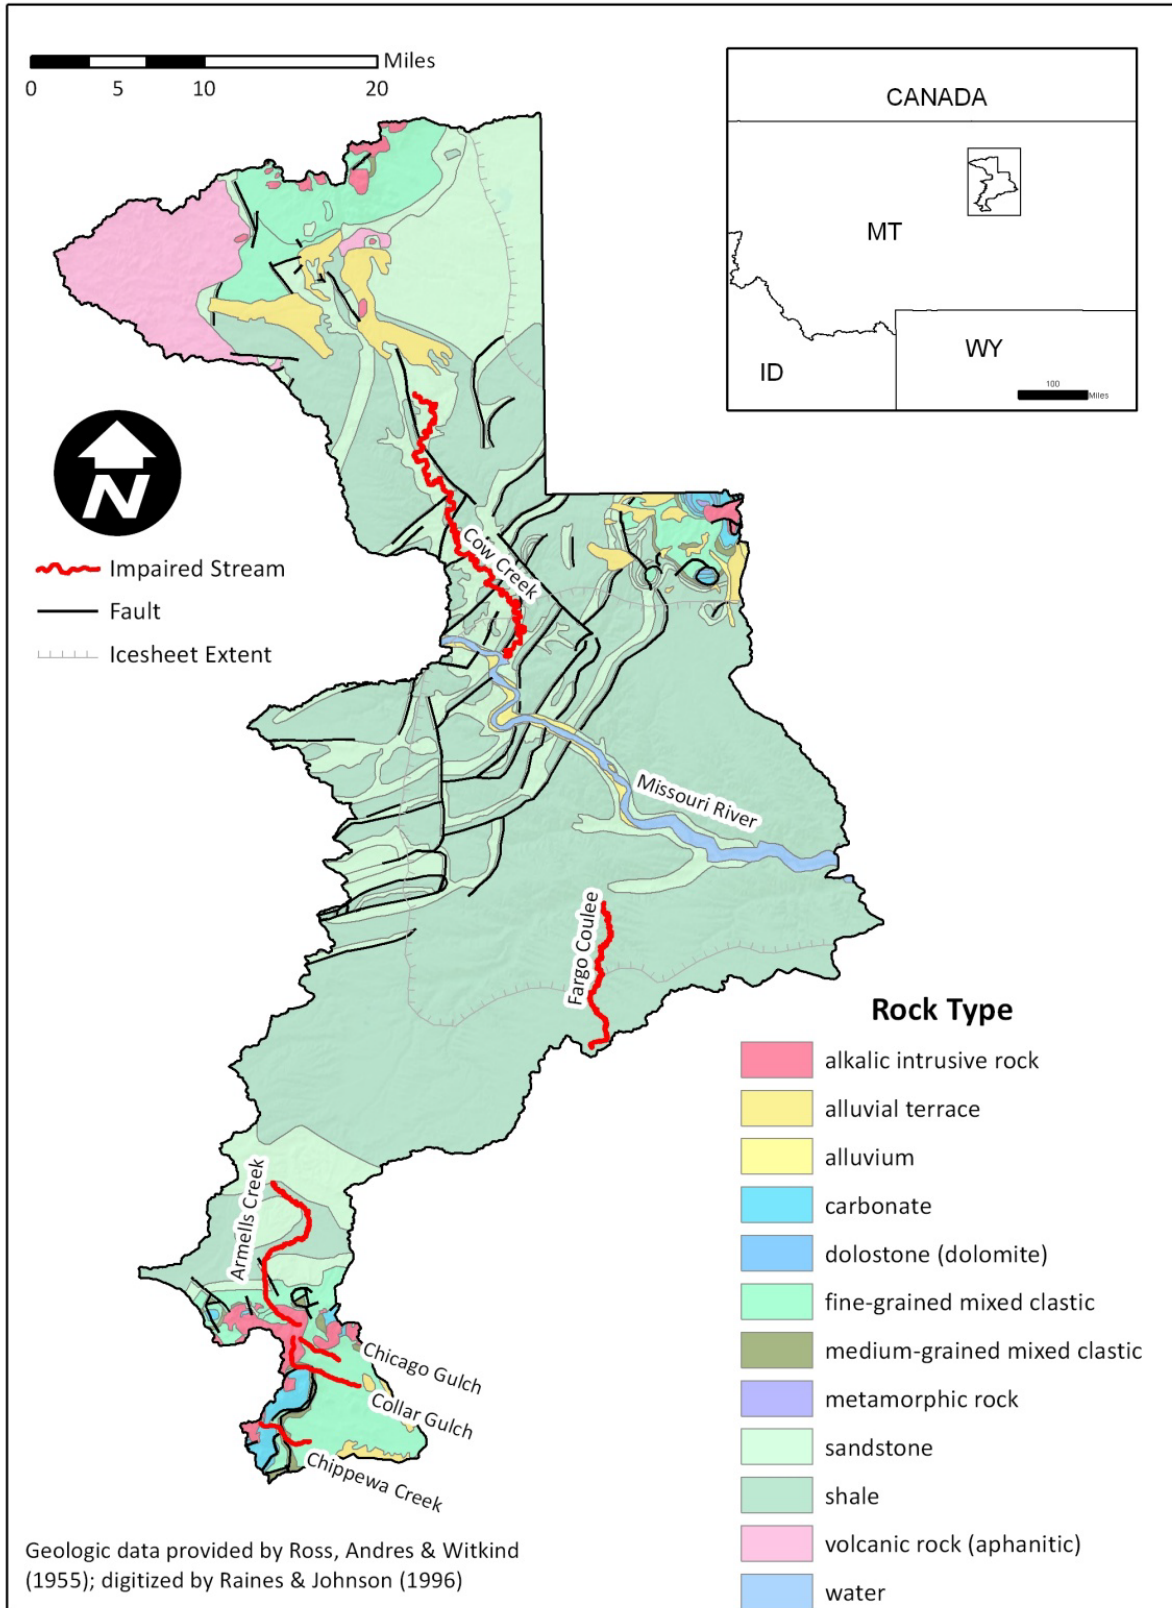 Miles
0 5 10 20
CANADA
MT
WY
ID
100
Miles
N
Impaired Stream
Fault
Icesheet Extent
Cow Creek
Missouri River
Fargo Coulee
Armells Creek
Chicago Gulch
Collar Gulch
Chippewa Creek
Rock Type
alkalic intrusive rock
alluvial terrace
alluvium
carbonate
dolostone (dolomite)
fine-grained mixed clastic
medium-grained mixed clastic
metamorphic rock
sandstone
shale
volcanic rock (aphanitic)
water
Geologic data provided by Ross, Andres & Witkind
(1955); digitized by Raines & Johnson (1996)